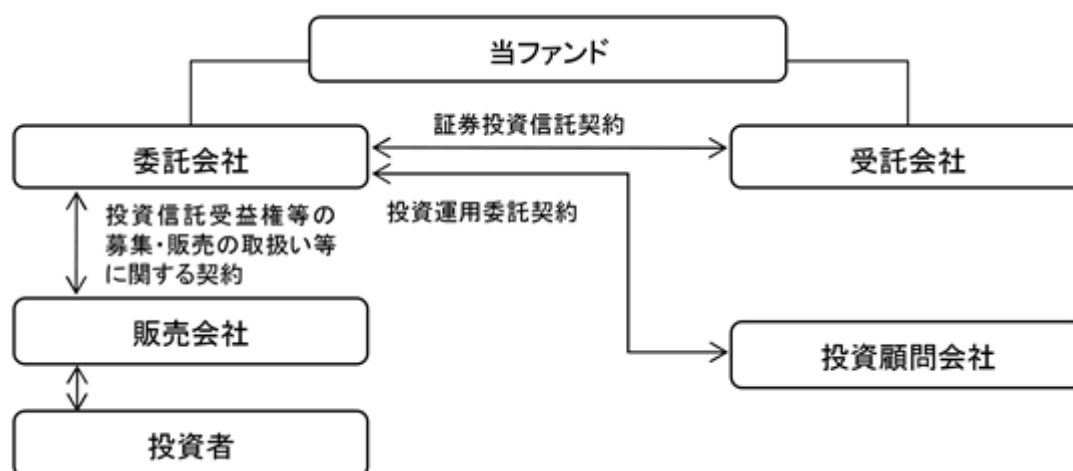 当ファンド
証券投資信託契約
委託会社
受託会社
投資運用委託契約
投資信託受益権等の
募集・販売の取扱い等
に関する契約
販売会社
投資顧問会社
投資者